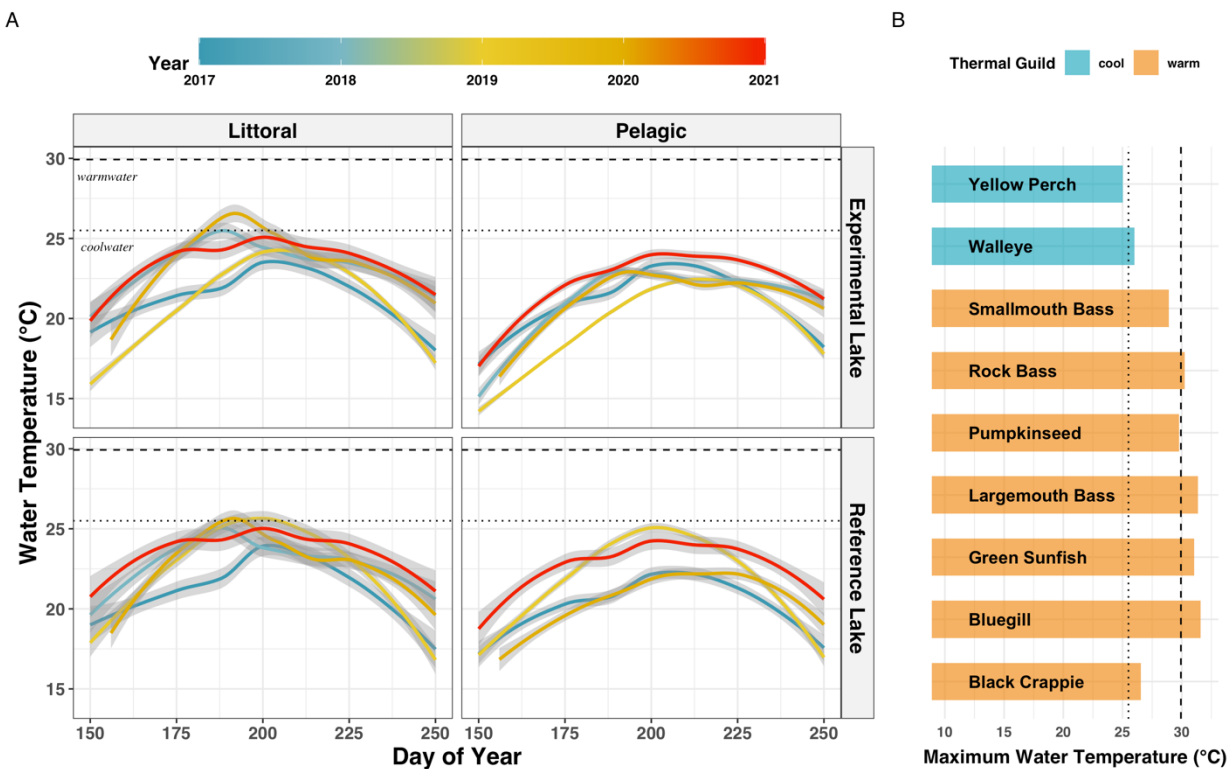 A
Year
2017 2018 2019 2020 2021
Littoral
Pelagic
30
25
20
15
warmwater
coolwater
Experimental Lake
30
25
20
15
Reference Lake
150 175 200 225 250
150 175 200 225 250
Water Temperature (°C)
Day of Year
B
Thermal Guild cool warm
Yellow Perch
Walleye
Smallmouth Bass
Rock Bass
Pumpkinseed
Largemouth Bass
Green Sunfish
Bluegill
Black Crappie
10 15 20 25 30
Maximum Water Temperature (°C)